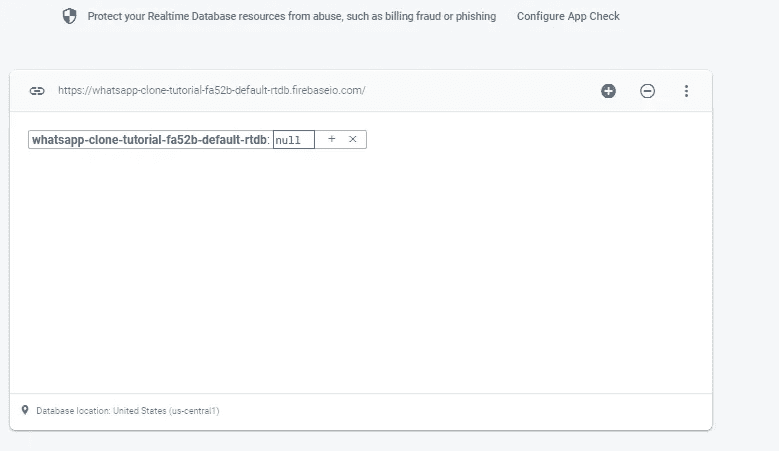 Protect your Realtime Database resources from abuse, such as billing fraud or phishing Configure App Check
https://whatsapp-clone-tutorial-fa52b-default-rtdb.firebaseio.com/
whatsapp-clone-tutorial-fa52b-default-rtdb: null + ×
Database location: United States (us-central1)